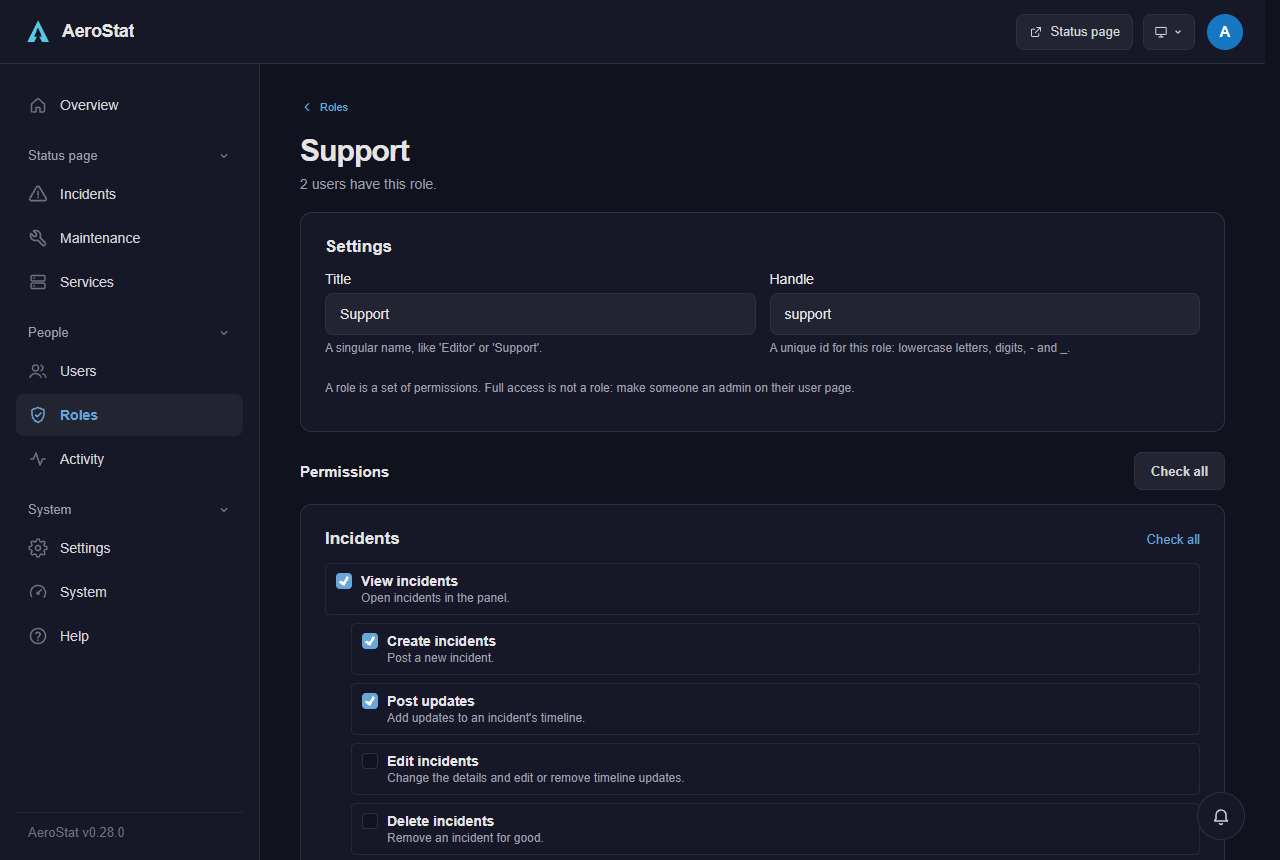 AeroStat
Status page
A
Overview
Status page
Incidents
Maintenance
Services
People
Users
Roles
Activity
System
Settings
System
Help
AeroStat v0.28.0
Roles
Support
2 users have this role.
Settings
Title
Handle
Support
support
A singular name, like 'Editor' or 'Support'.
A unique id for this role: lowercase letters, digits, - and _.
A role is a set of permissions. Full access is not a role: make someone an admin on their user page.
Permissions
Check all
Incidents
Check all
View incidents
Open incidents in the panel.
Create incidents
Post a new incident.
Post updates
Add updates to an incident's timeline.
Edit incidents
Change the details and edit or remove timeline updates.
Delete incidents
Remove an incident for good.